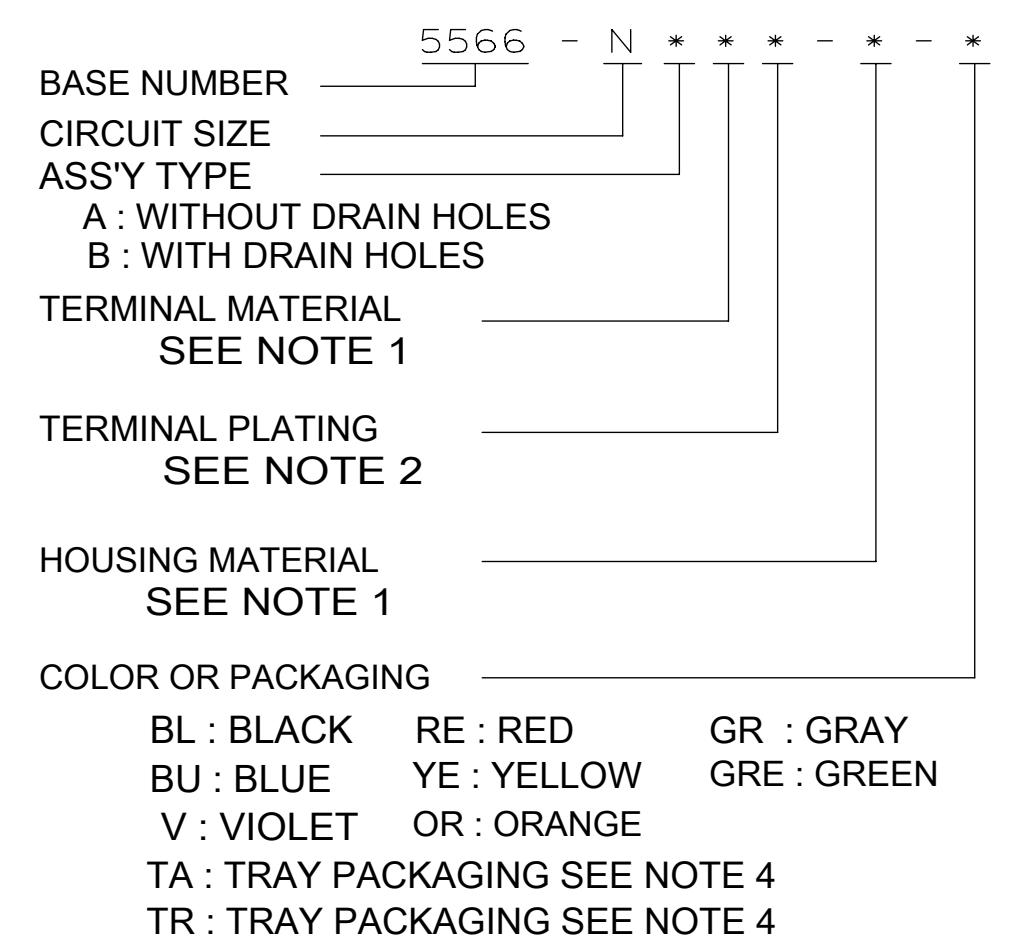 5566 - N * * * - * - *
BASE NUMBER
CIRCUIT SIZE
ASS'Y TYPE
A : WITHOUT DRAIN HOLES
B : WITH DRAIN HOLES
TERMINAL MATERIAL
SEE NOTE 1
TERMINAL PLATING
SEE NOTE 2
HOUSING MATERIAL
SEE NOTE 1
COLOR OR PACKAGING
BL : BLACK RE : RED GR : GRAY
BU : BLUE YE : YELLOW GRE : GREEN
V : VIOLET OR : ORANGE
TA : TRAY PACKAGING SEE NOTE 4
TR : TRAY PACKAGING SEE NOTE 4